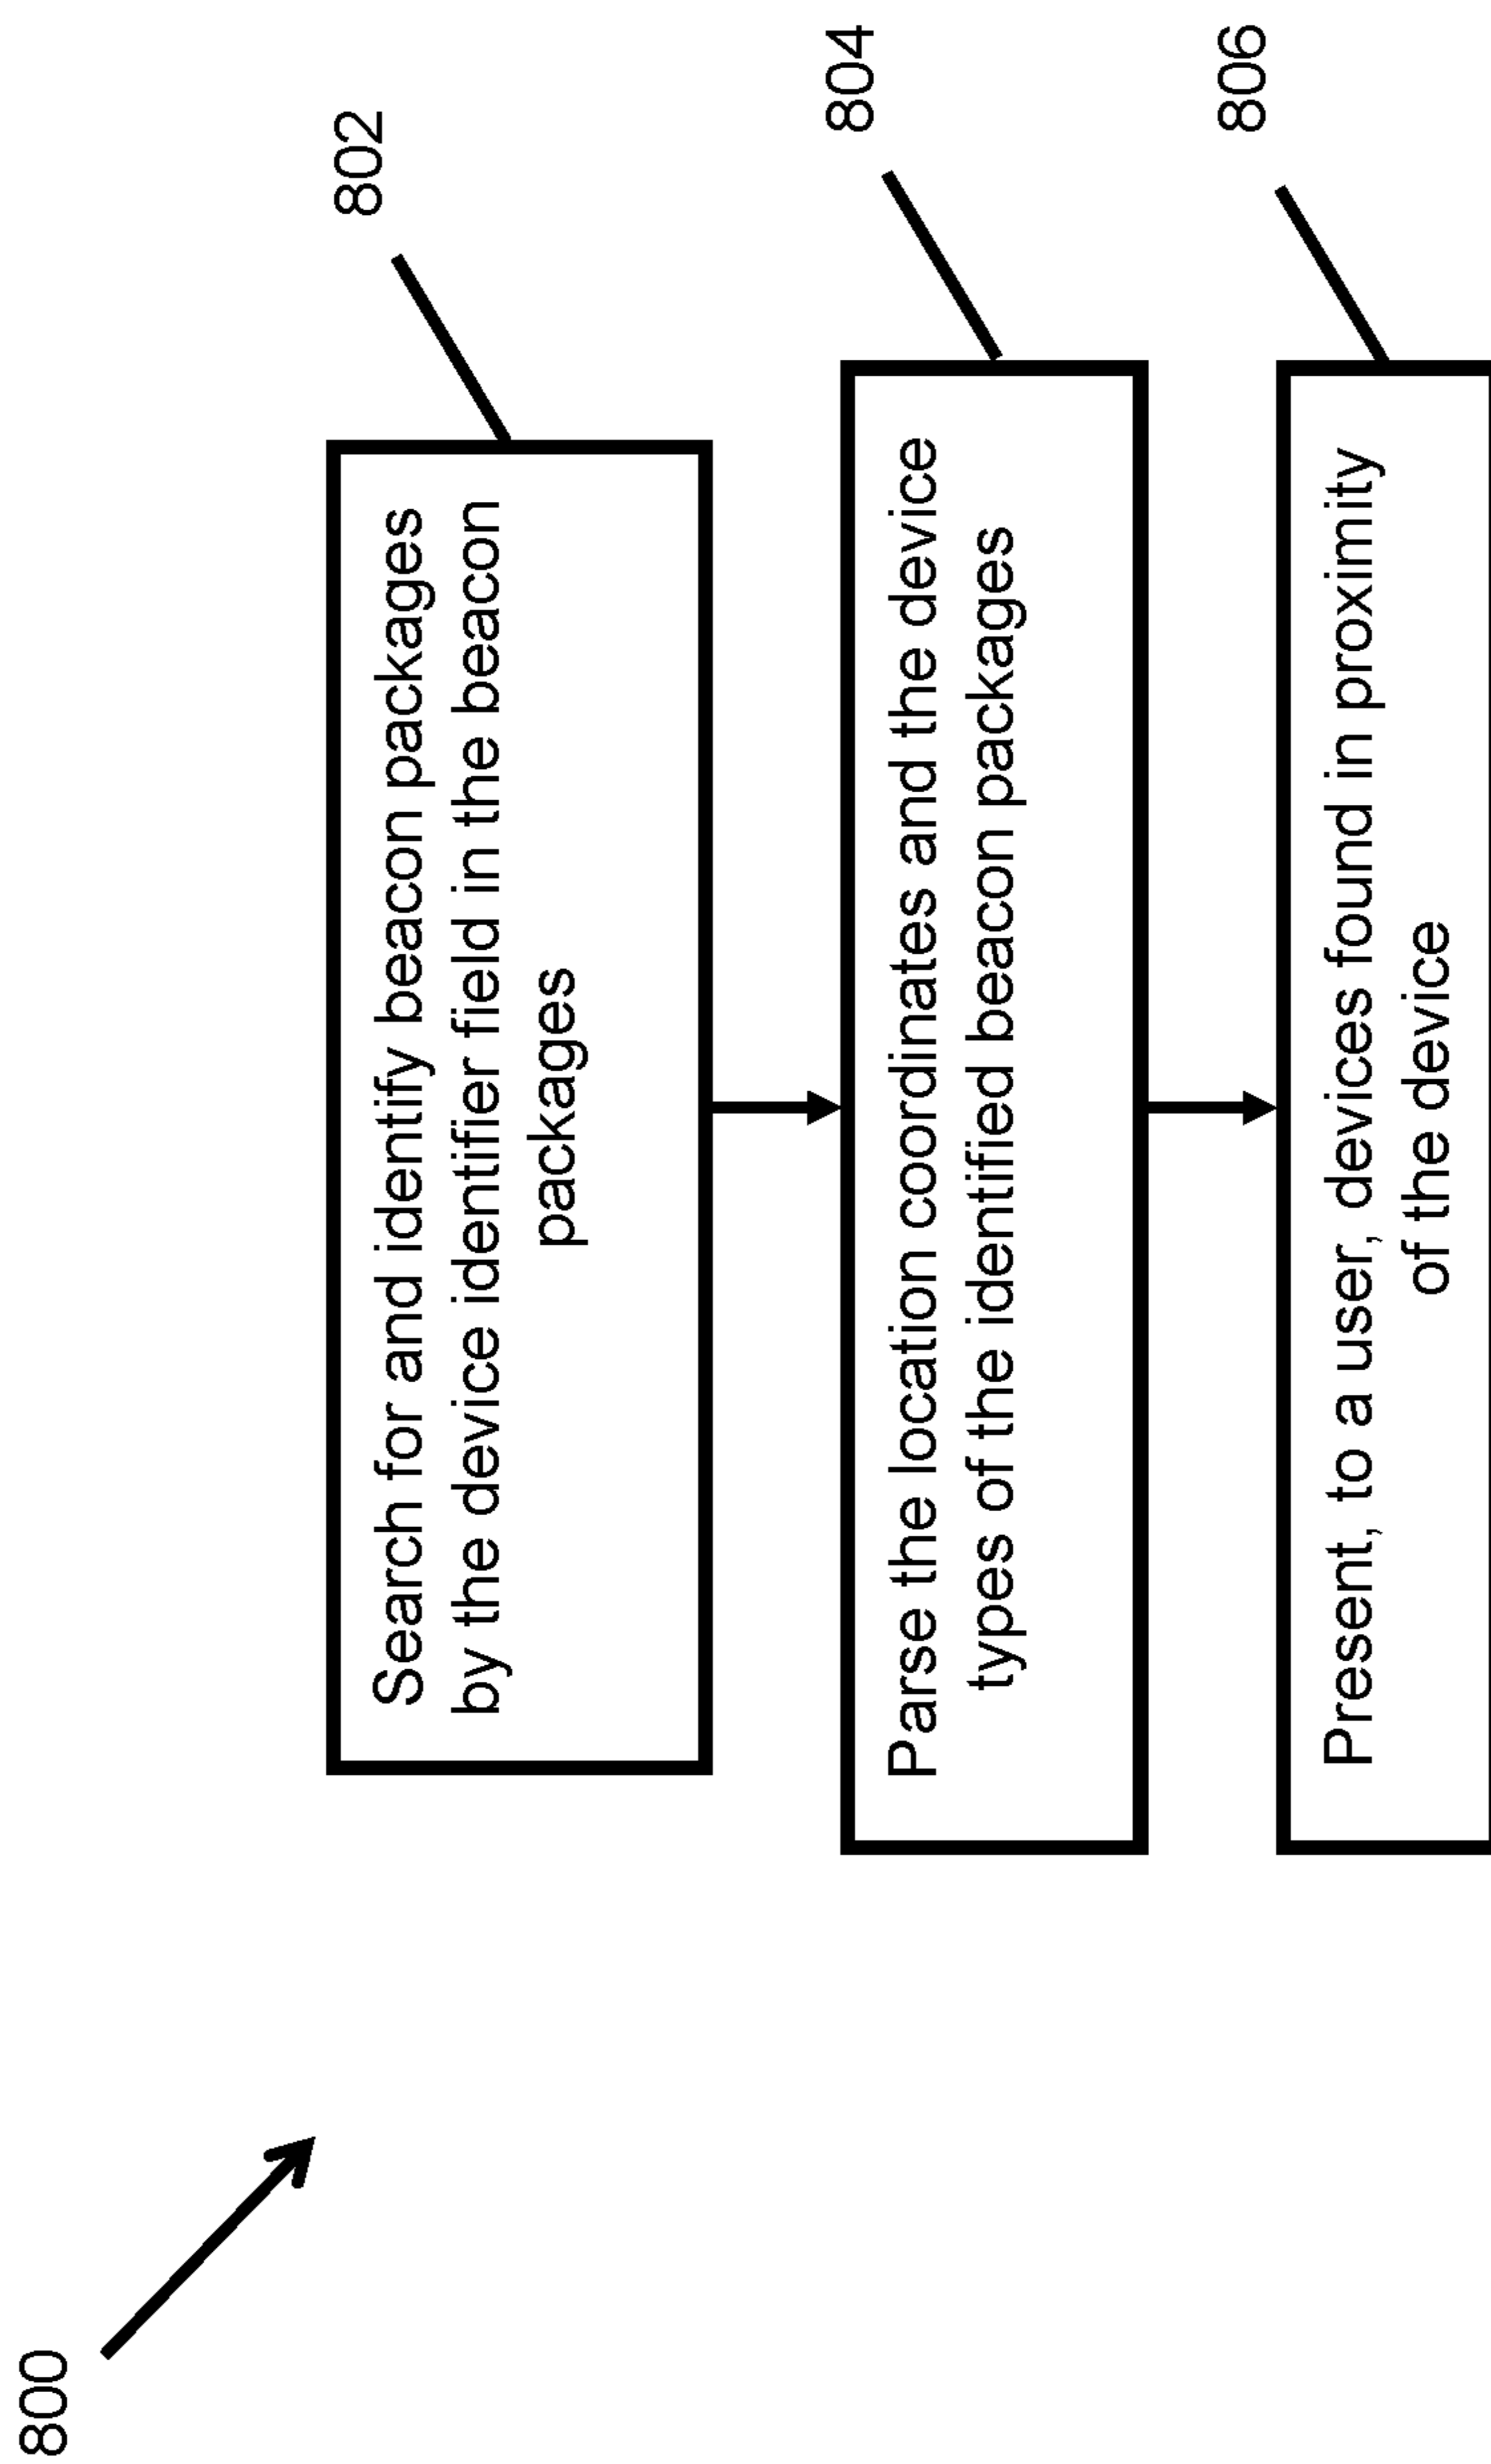 800
802
Search for and identify beacon packages
by the device identifier field in the beacon
packages
804
Parse the location coordinates and the device
types of the identified beacon packages
806
Present, to a user, devices found in proximity
of the device